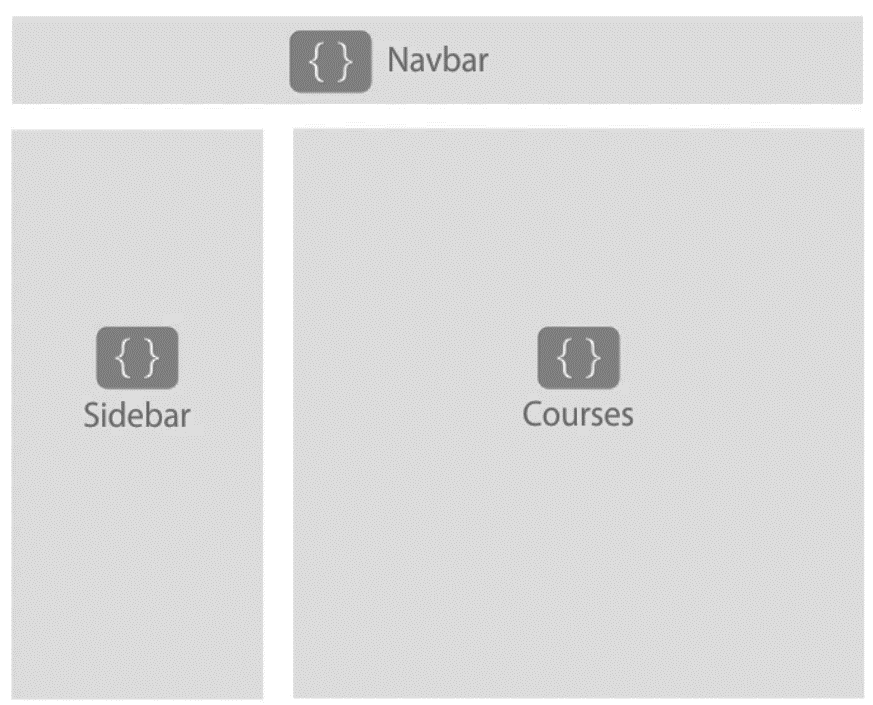 { } Navbar
{ }
Sidebar
{ }
Courses